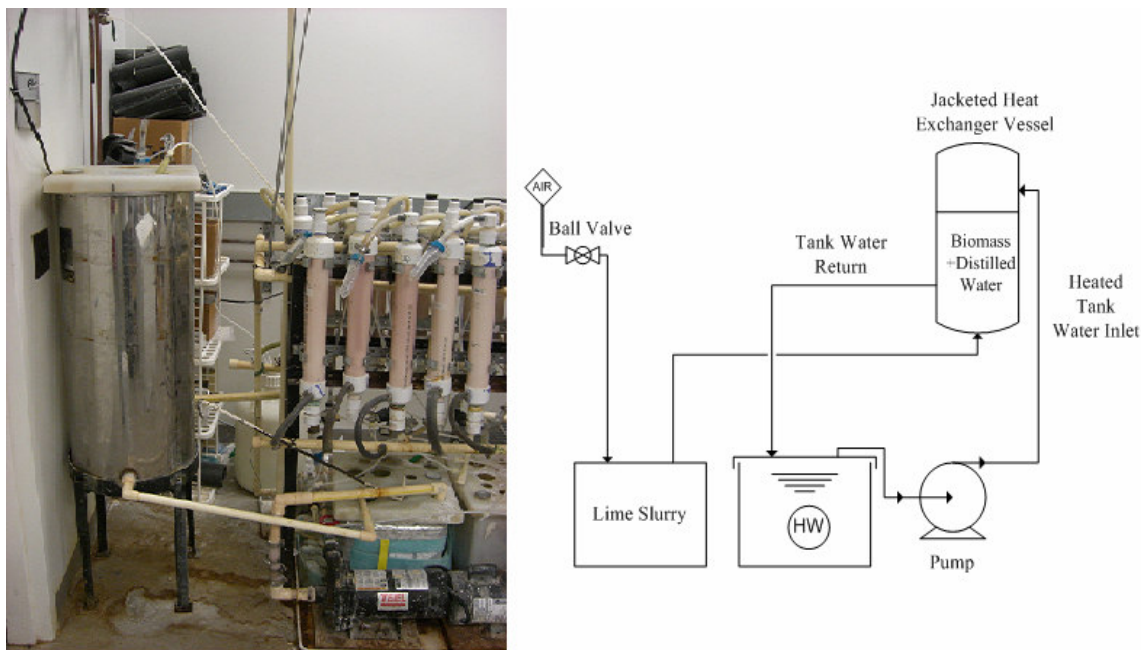 Jacketed Heat
Exchanger Vessel
AIR
Ball Valve
Tank Water
Return
Biomass
+Distilled
Water
Heated
Tank
Water Inlet
Lime Slurry
HW
Pump